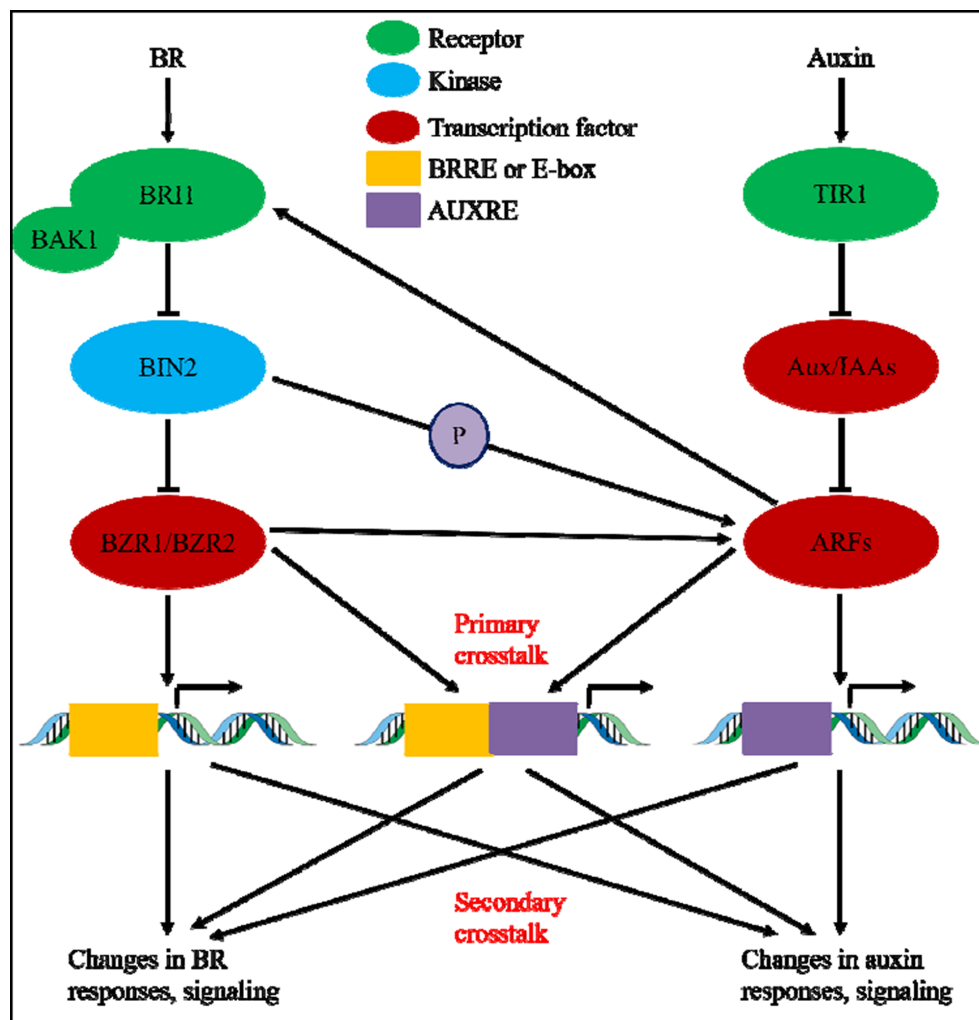 BR
Receptor
Auxin
Kinase
Transcription factor
BRRE or E-box
AUXRE
BRI1
BAK1
TIR1
BIN2
Aux/IAAs
P
BZR1/BZR2
ARFs
Primary
crosstalk
Secondary
crosstalk
Changes in BR
responses, signaling
Changes in auxin
responses, signaling